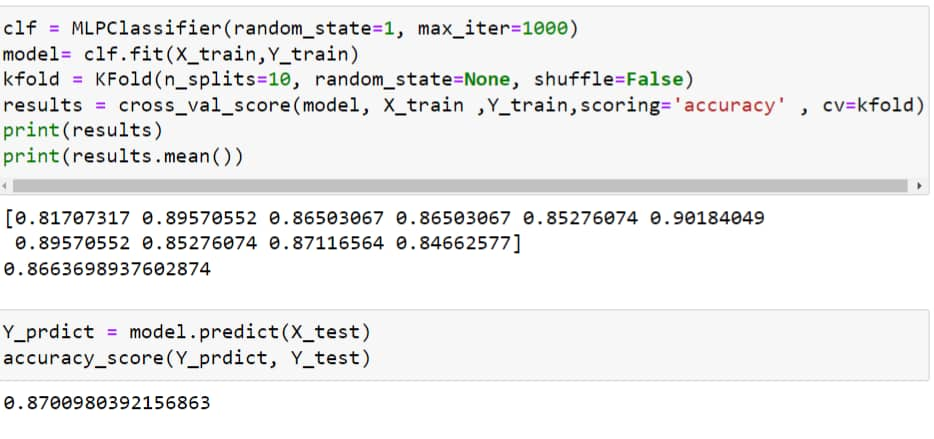 clf = MLPClassifier(random_state=1, max_iter=1000)
model= clf.fit(X_train,Y_train)
kfold = KFold(n_splits=10, random_state=None, shuffle=False)
results = cross_val_score(model, X_train ,Y_train,scoring='accuracy' , cv=kfold)
print(results)
print(results.mean())
[0.81707317 0.89570552 0.86503067 0.86503067 0.85276074 0.90184049
 0.89570552 0.85276074 0.87116564 0.84662577]
0.8663698937602874
Y_prdict = model.predict(X_test)
accuracy_score(Y_prdict, Y_test)
0.8700980392156863